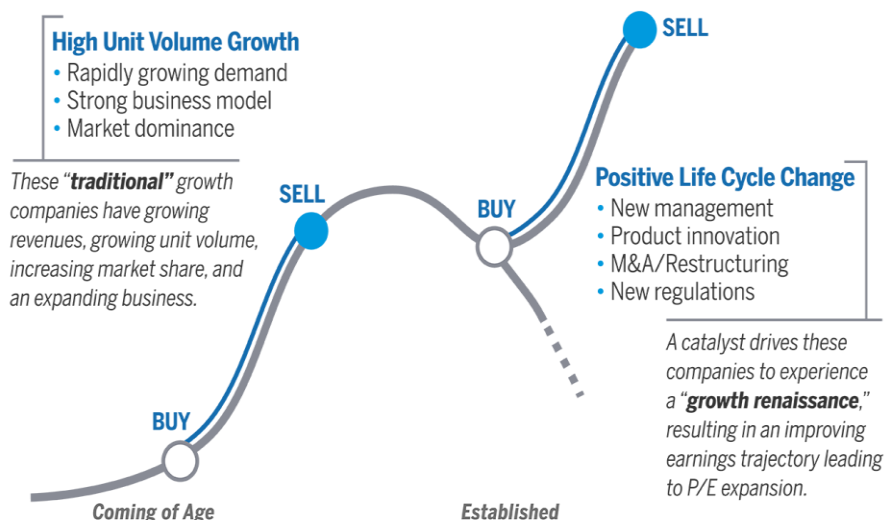 High Unit Volume Growth
• Rapidly growing demand
• Strong business model
• Market dominance
These “traditional” growth
companies have growing
revenues, growing unit volume,
increasing market share, and
an expanding business.
SELL
BUY
Coming of Age
SELL
BUY
Established
Positive Life Cycle Change
• New management
• Product innovation
• M&A/Restructuring
• New regulations
A catalyst drives these
companies to experience
a “growth renaissance,”
resulting in an improving
earnings trajectory leading
to P/E expansion.